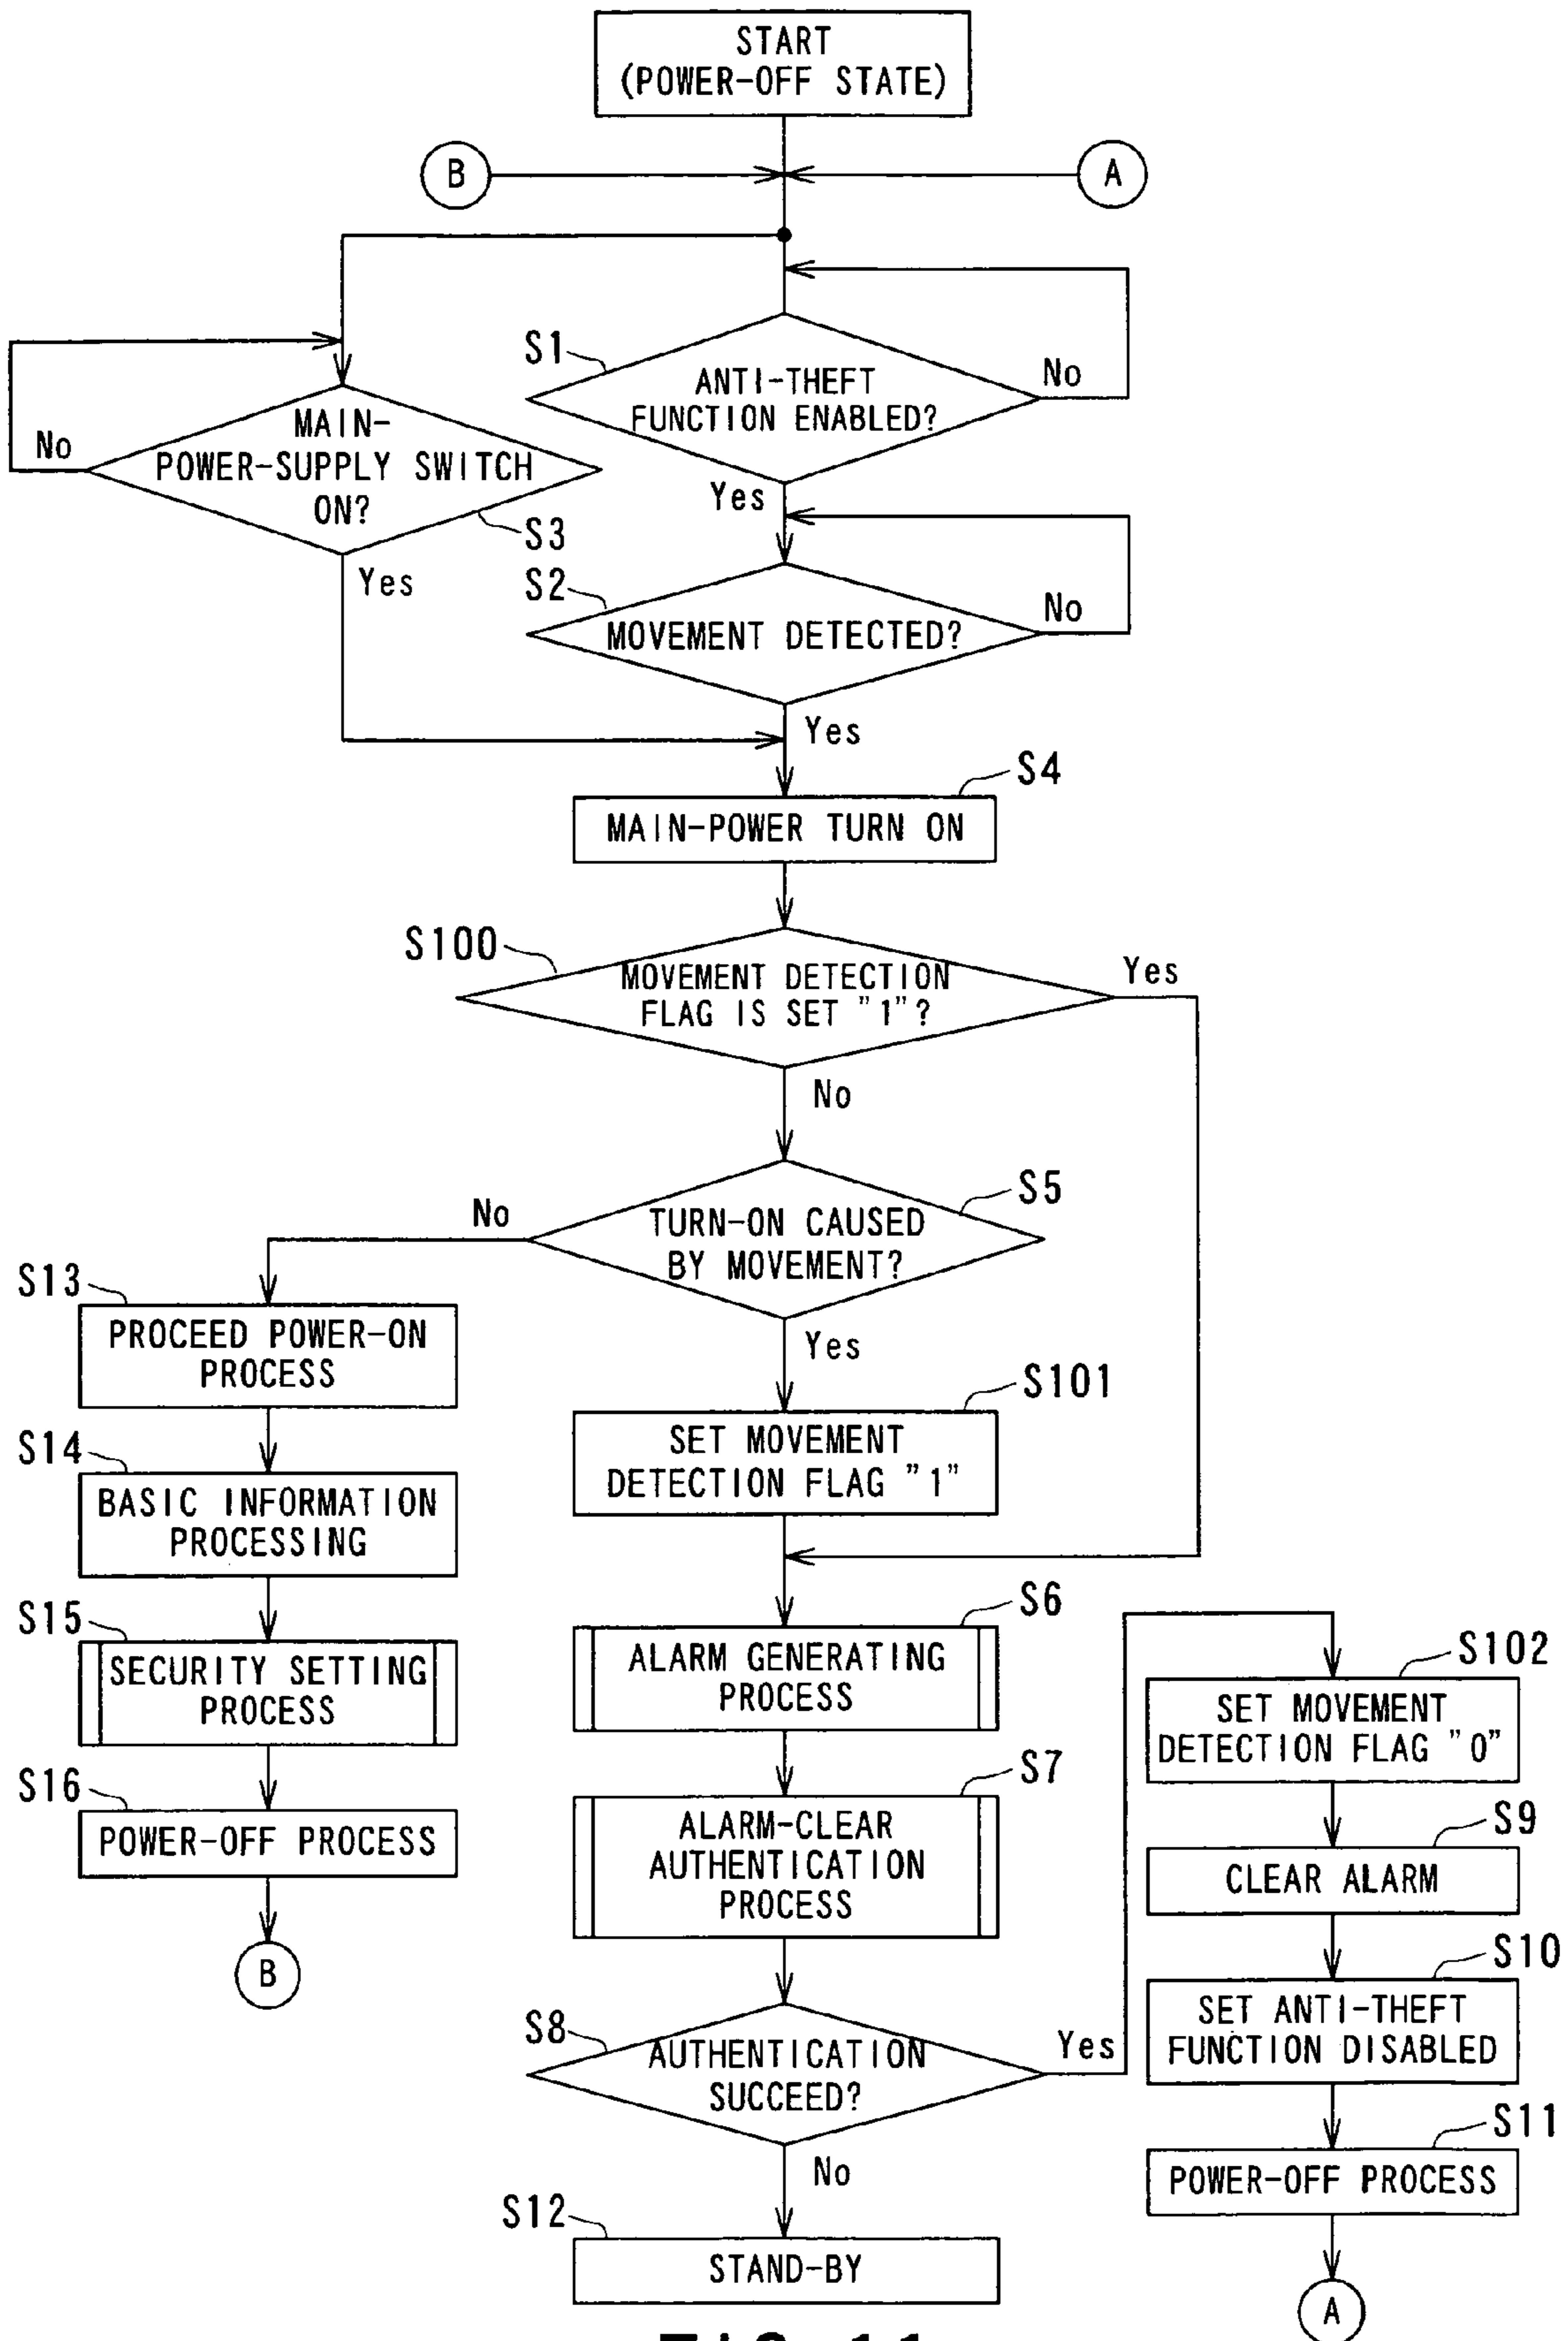 START
(POWER-OFF STATE)
B
A
S1
ANTI-THEFT
FUNCTION ENABLED?
No
Yes
MAIN-
POWER-SUPPLY SWITCH
ON?
No
S3
Yes
S2
MOVEMENT DETECTED?
No
Yes
S4
MAIN-POWER TURN ON
S100
MOVEMENT DETECTION
FLAG IS SET "1"?
Yes
No
S5
TURN-ON CAUSED
BY MOVEMENT?
No
Yes
S13
PROCEED POWER-ON
PROCESS
S14
BASIC INFORMATION
PROCESSING
S15
SECURITY SETTING
PROCESS
S16
POWER-OFF PROCESS
B
S101
SET MOVEMENT
DETECTION FLAG "1"
S6
ALARM GENERATING
PROCESS
S7
ALARM-CLEAR
AUTHENTICATION
PROCESS
S8
AUTHENTICATION
SUCCEED?
Yes
No
S12
STAND-BY
S102
SET MOVEMENT
DETECTION FLAG "0"
S9
CLEAR ALARM
S10
SET ANTI-THEFT
FUNCTION DISABLED
S11
POWER-OFF PROCESS
A